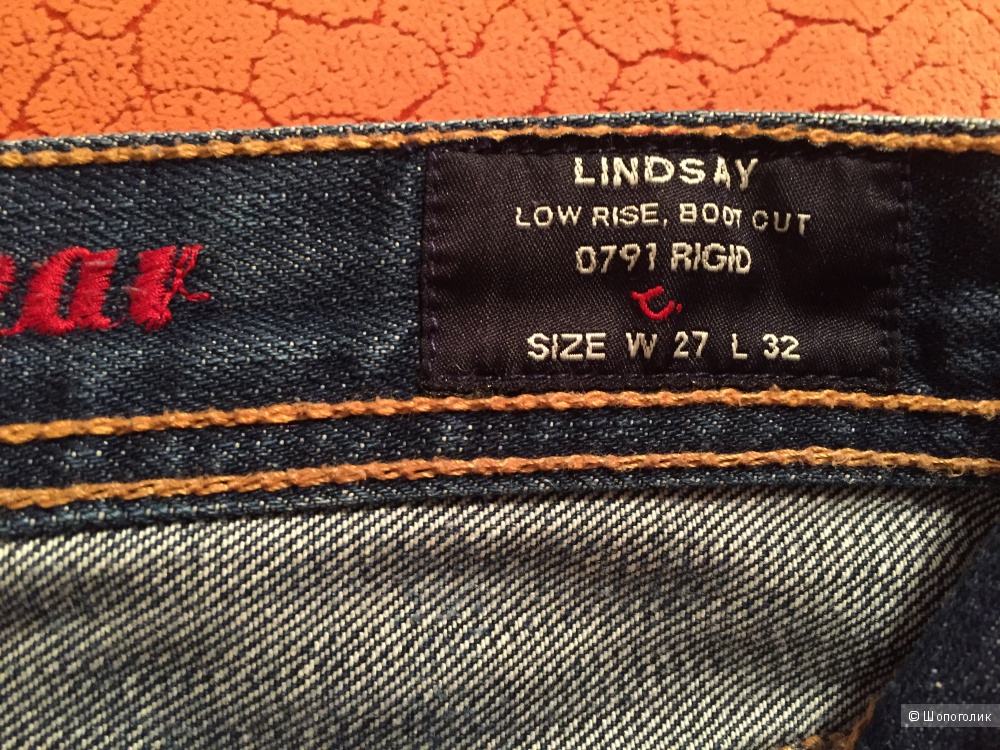 LINDSAY
LOW RISE, BOOT CUT
0791 RIGID
SIZE W 27 L 32
© Шопоголик